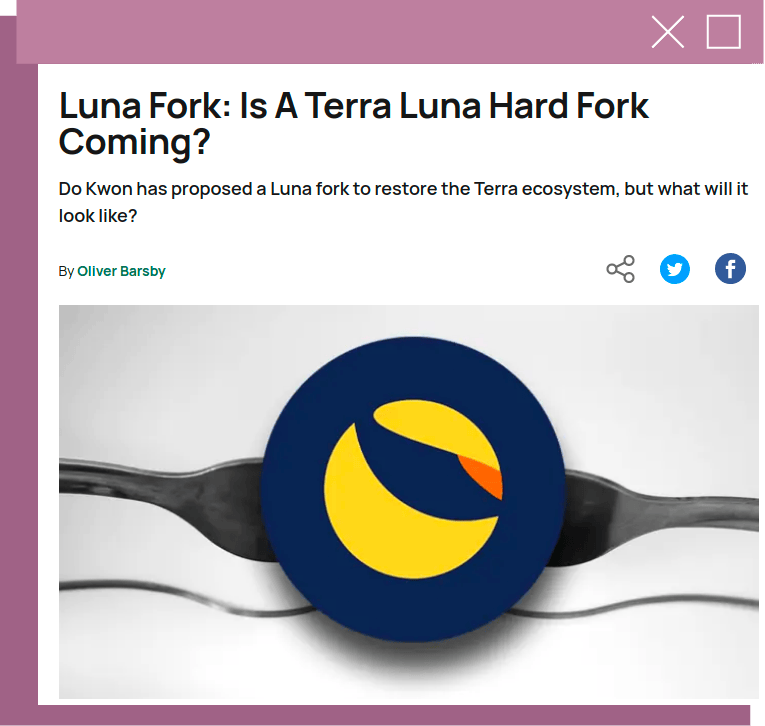 Luna Fork: Is A Terra Luna Hard Fork
Coming?
Do Kwon has proposed a Luna fork to restore the Terra ecosystem, but what will it
look like?
By Oliver Barsby